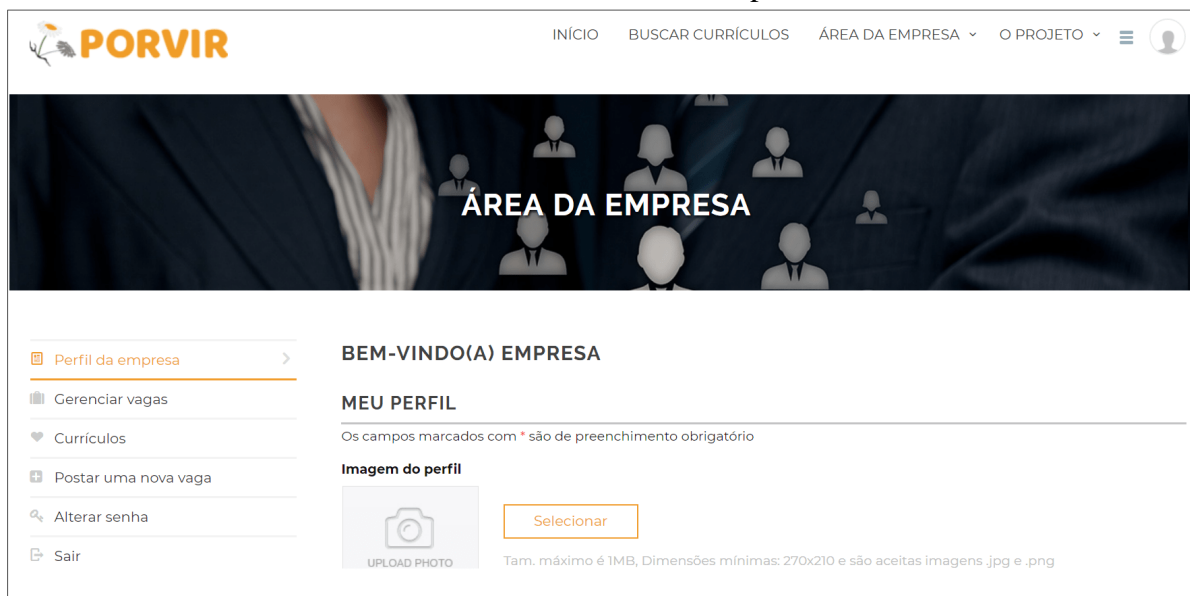 PORVIR
INÍCIO BUSCAR CURRÍCULOS ÁREA DA EMPRESA O PROJETO
ÁREA DA EMPRESA
Perfil da empresa
Gerenciar vagas
Currículos
Postar uma nova vaga
Alterar senha
Sair
BEM-VINDO(A) EMPRESA
MEU PERFIL
Os campos marcados com * são de preenchimento obrigatório
Imagem do perfil
UPLOAD PHOTO
Selecionar
Tam. máximo é 1MB, Dimensões mínimas: 270x210 e são aceitas imagens .jpg e .png